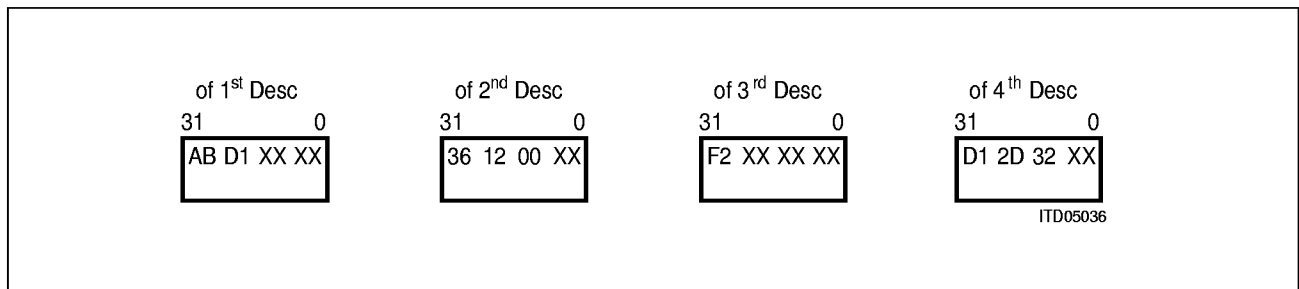 of 1st Desc of 2nd Desc of 3rd Desc of 4th Desc
31 0 31 0 31 0 31 0
AB D1 XX XX 36 12 00 XX F2 XX XX XX D1 2D 32 XX
ITD05036